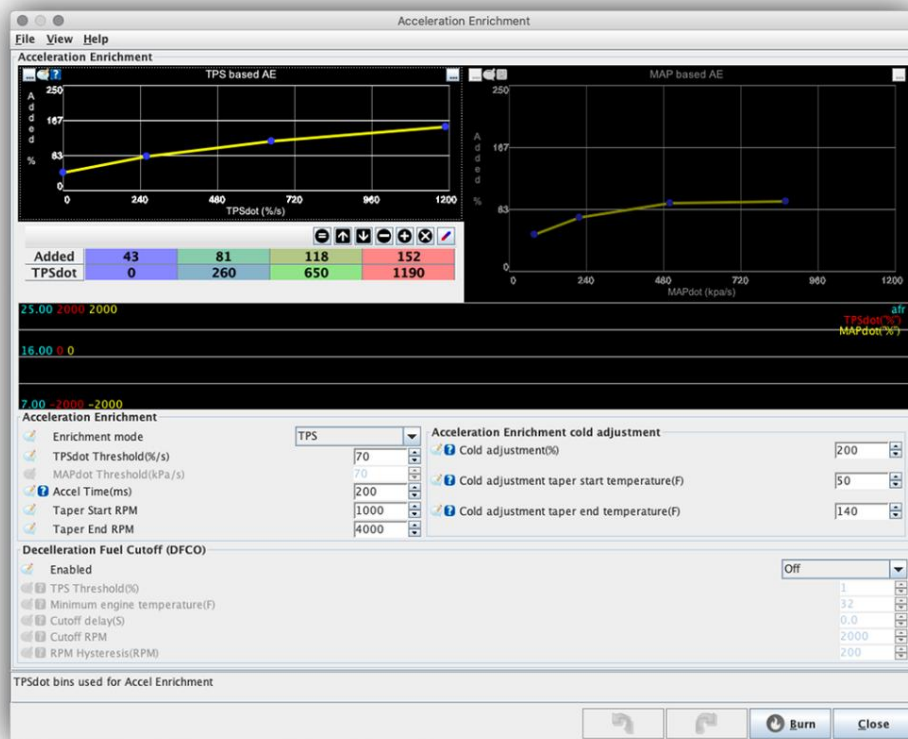 Acceleration Enrichment
File View Help
Acceleration Enrichment
... TPS based AE ...
Added %
250
167
83
0
0 240 480 720 960 1200
TPSdot (%/s)
Added 43 81 118 152
TPSdot 0 260 650 1190
... MAP based AE ...
Added %
250
167
83
0
0 240 480 720 960 1200
MAPdot (kpa/s)
25.00 2000 2000 afr
TPSdot("%")
MAPdot("%")
16.00 0 0
7.00 -2000 -2000
Acceleration Enrichment
Enrichment mode TPS
TPSdot Threshold(%/s) 70
MAPdot Threshold(kPa/s) 70
Accel Time(ms) 200
Taper Start RPM 1000
Taper End RPM 4000
Acceleration Enrichment cold adjustment
Cold adjustment(%) 200
Cold adjustment taper start temperature(F) 50
Cold adjustment taper end temperature(F) 140
Decelleration Fuel Cutoff (DFCO)
Enabled Off
TPS Threshold(%) 1
Minimum engine temperature(F) 32
Cutoff delay(S) 0.0
Cutoff RPM 2000
RPM Hysteresis(RPM) 200
TPSdot bins used for Accel Enrichment
Burn Close